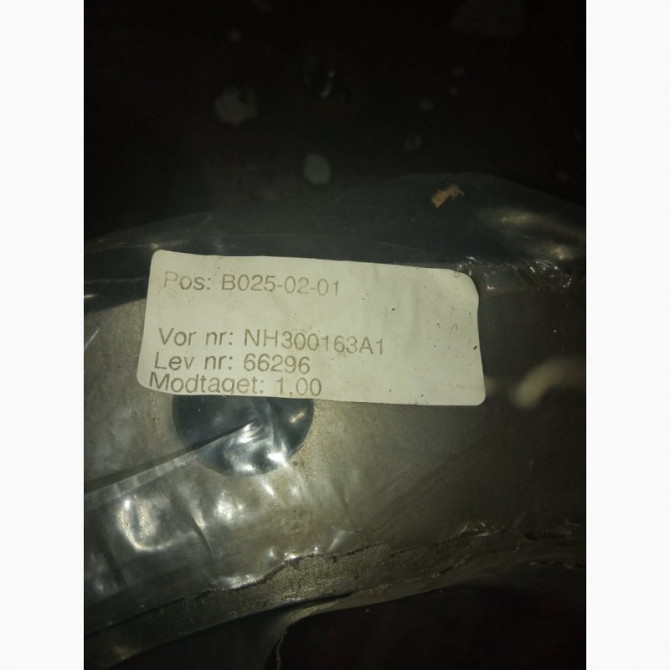 Pos: B025-02-01
Vor nr: NH300163A1
Lev nr: 66296
Modtaget: 1,00